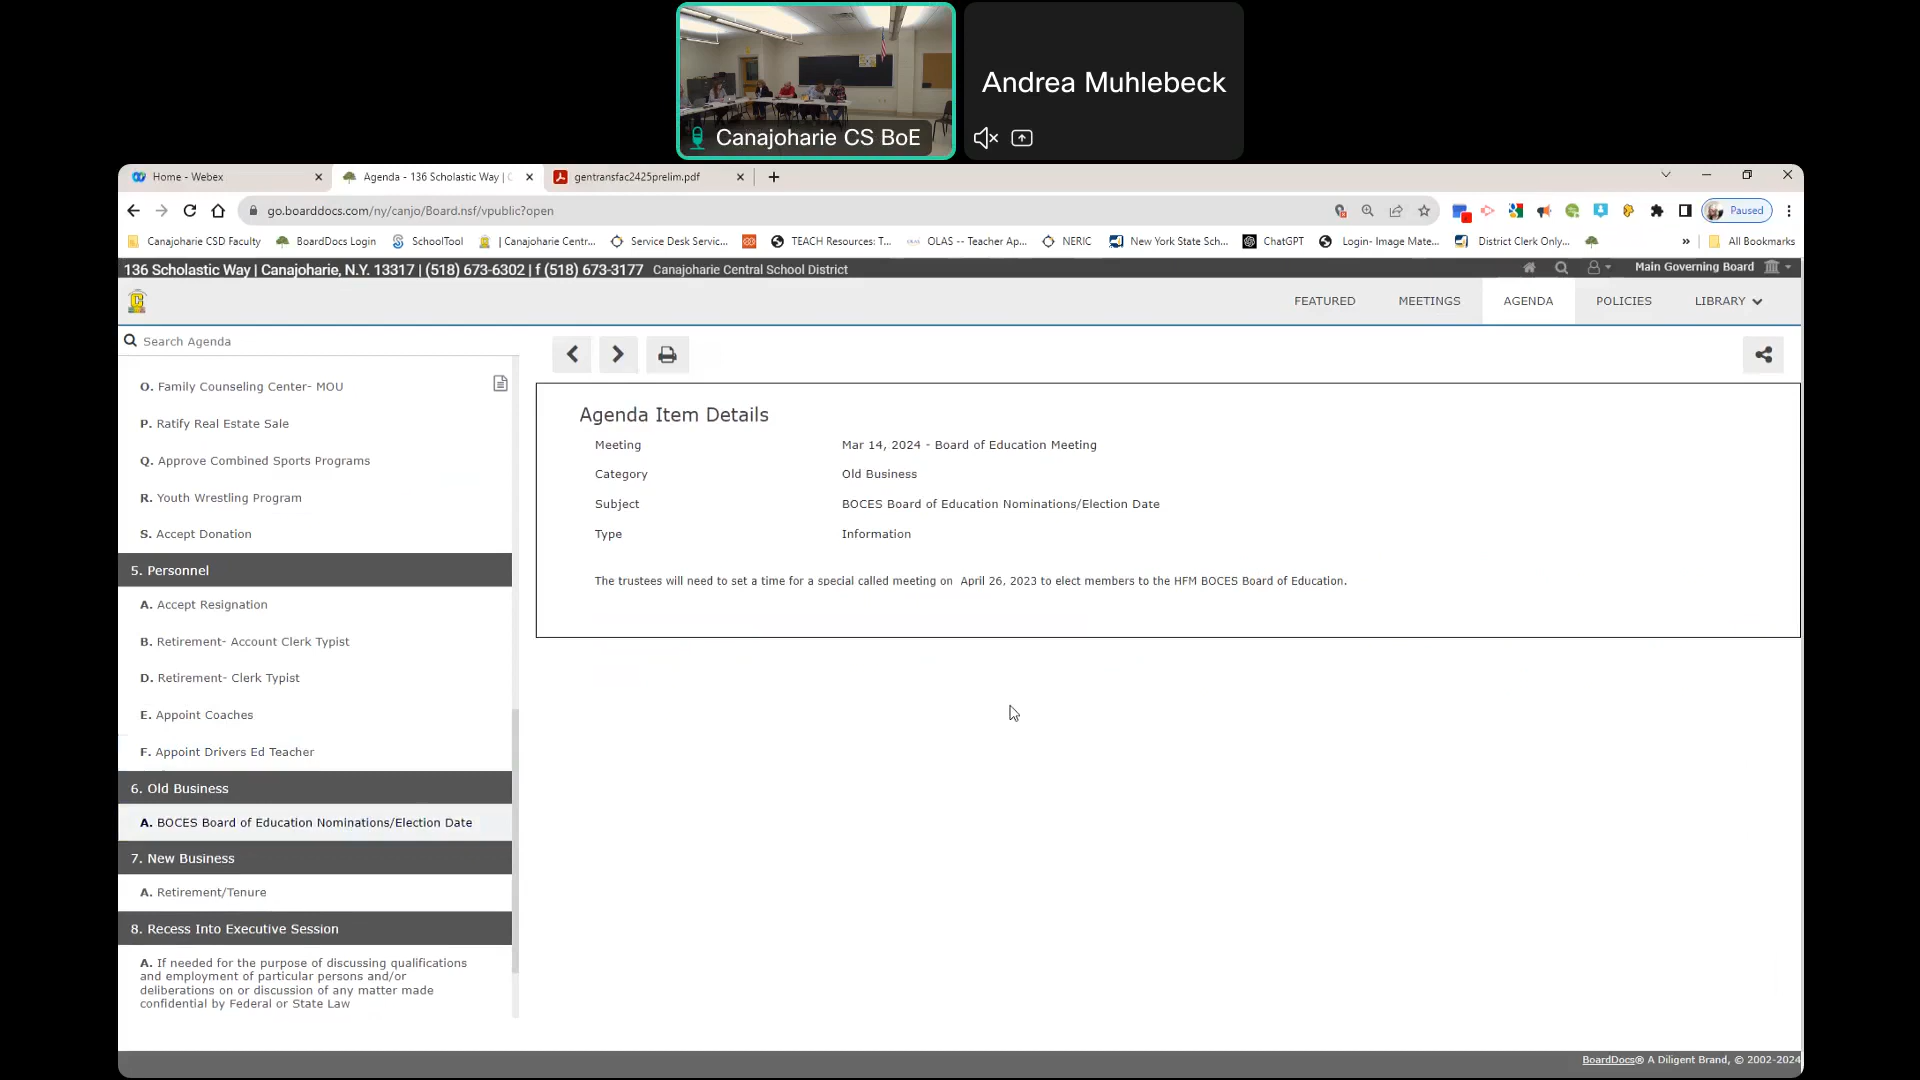 Canajoharie CS BoE
Andrea Muhlebeck
Home - Webex
Agenda - 136 Scholastic Way | C
gentransfac2425prelim.pdf
go.boarddocs.com/ny/canjo/Board.nsf/vpublic?open
Paused
Canajoharie CSD Faculty
BoardDocs Login
SchoolTool
| Canajoharie Centr...
Service Desk Servic...
TEACH Resources: T...
OLAS -- Teacher Ap...
NERIC
New York State Sch...
ChatGPT
Login- Image Mate...
District Clerk Only...
»
All Bookmarks
136 Scholastic Way | Canajoharie, N.Y. 13317 | (518) 673-6302 | f (518) 673-3177 Canajoharie Central School District
Main Governing Board
FEATURED
MEETINGS
AGENDA
POLICIES
LIBRARY
Search Agenda
O. Family Counseling Center- MOU
P. Ratify Real Estate Sale
Q. Approve Combined Sports Programs
R. Youth Wrestling Program
S. Accept Donation
5. Personnel
A. Accept Resignation
B. Retirement- Account Clerk Typist
D. Retirement- Clerk Typist
E. Appoint Coaches
F. Appoint Drivers Ed Teacher
6. Old Business
A. BOCES Board of Education Nominations/Election Date
7. New Business
A. Retirement/Tenure
8. Recess Into Executive Session
A. If needed for the purpose of discussing qualifications
and employment of particular persons and/or
deliberations on or discussion of any matter made
confidential by Federal or State Law
Agenda Item Details
Meeting Mar 14, 2024 - Board of Education Meeting
Category Old Business
Subject BOCES Board of Education Nominations/Election Date
Type Information
The trustees will need to set a time for a special called meeting on April 26, 2023 to elect members to the HFM BOCES Board of Education.
BoardDocs® A Diligent Brand, © 2002-2024